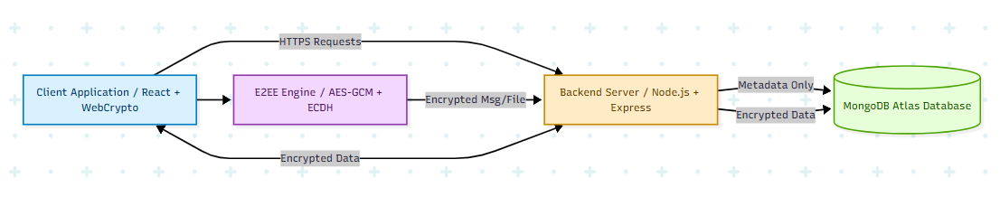 HTTPS Requests
Client Application / React +
WebCrypto
E2EE Engine / AES-GCM +
ECDH
Encrypted Msg/File
Backend Server / Node.js +
Express
Metadata Only
Encrypted Data
MongoDB Atlas Database
Encrypted Data